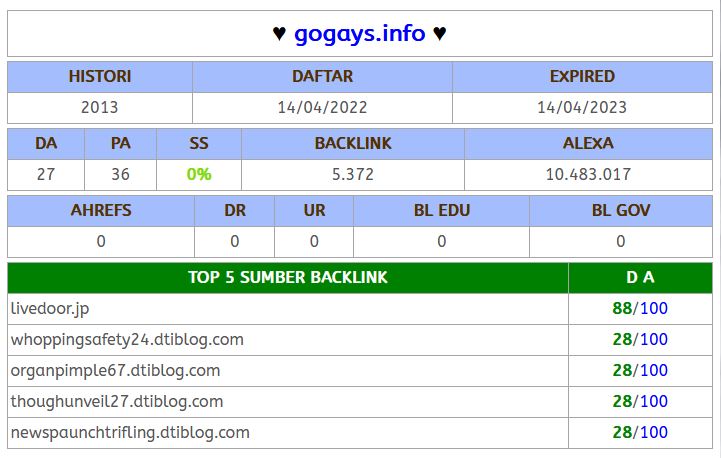 ♥ gogays.info ♥
HISTORI DAFTAR EXPIRED
2013 14/04/2022 14/04/2023
DA PA SS BACKLINK ALEXA
27 36 0% 5.372 10.483.017
AHREFS DR UR BL EDU BL GOV
0 0 0 0 0
TOP 5 SUMBER BACKLINK D A
livedoor.jp 88/100
whoppingsafety24.dtiblog.com 28/100
organpimple67.dtiblog.com 28/100
thoughunveil27.dtiblog.com 28/100
newspaunchtrifling.dtiblog.com 28/100